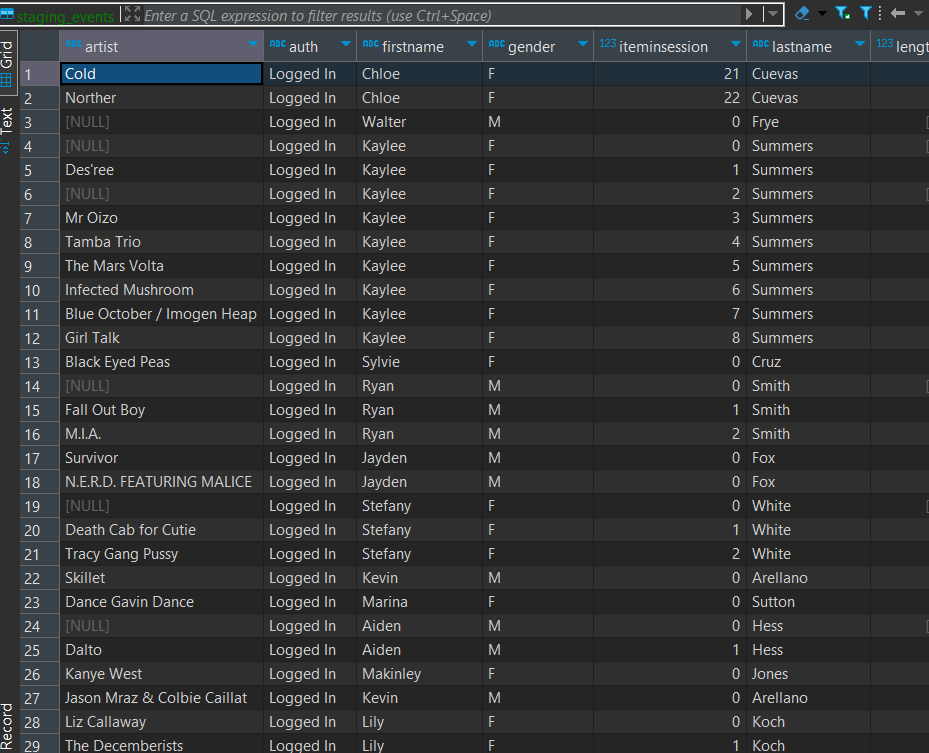 staging_events Enter a SQL expression to filter results (use Ctrl+Space)
Grid
Text
Record
ABC artist ABC auth ABC firstname ABC gender 123 iteminsession ABC lastname 123 lengt
1 Cold Logged In Chloe F 21 Cuevas
2 Norther Logged In Chloe F 22 Cuevas
3 [NULL] Logged In Walter M 0 Frye
4 [NULL] Logged In Kaylee F 0 Summers
5 Des'ree Logged In Kaylee F 1 Summers
6 [NULL] Logged In Kaylee F 2 Summers
7 Mr Oizo Logged In Kaylee F 3 Summers
8 Tamba Trio Logged In Kaylee F 4 Summers
9 The Mars Volta Logged In Kaylee F 5 Summers
10 Infected Mushroom Logged In Kaylee F 6 Summers
11 Blue October / Imogen Heap Logged In Kaylee F 7 Summers
12 Girl Talk Logged In Kaylee F 8 Summers
13 Black Eyed Peas Logged In Sylvie F 0 Cruz
14 [NULL] Logged In Ryan M 0 Smith
15 Fall Out Boy Logged In Ryan M 1 Smith
16 M.I.A. Logged In Ryan M 2 Smith
17 Survivor Logged In Jayden M 0 Fox
18 N.E.R.D. FEATURING MALICE Logged In Jayden M 0 Fox
19 [NULL] Logged In Stefany F 0 White
20 Death Cab for Cutie Logged In Stefany F 1 White
21 Tracy Gang Pussy Logged In Stefany F 2 White
22 Skillet Logged In Kevin M 0 Arellano
23 Dance Gavin Dance Logged In Marina F 0 Sutton
24 [NULL] Logged In Aiden M 0 Hess
25 Dalto Logged In Aiden M 1 Hess
26 Kanye West Logged In Makinley F 0 Jones
27 Jason Mraz & Colbie Caillat Logged In Kevin M 0 Arellano
28 Liz Callaway Logged In Lily F 0 Koch
29 The Decemberists Logged In Lily F 1 Koch